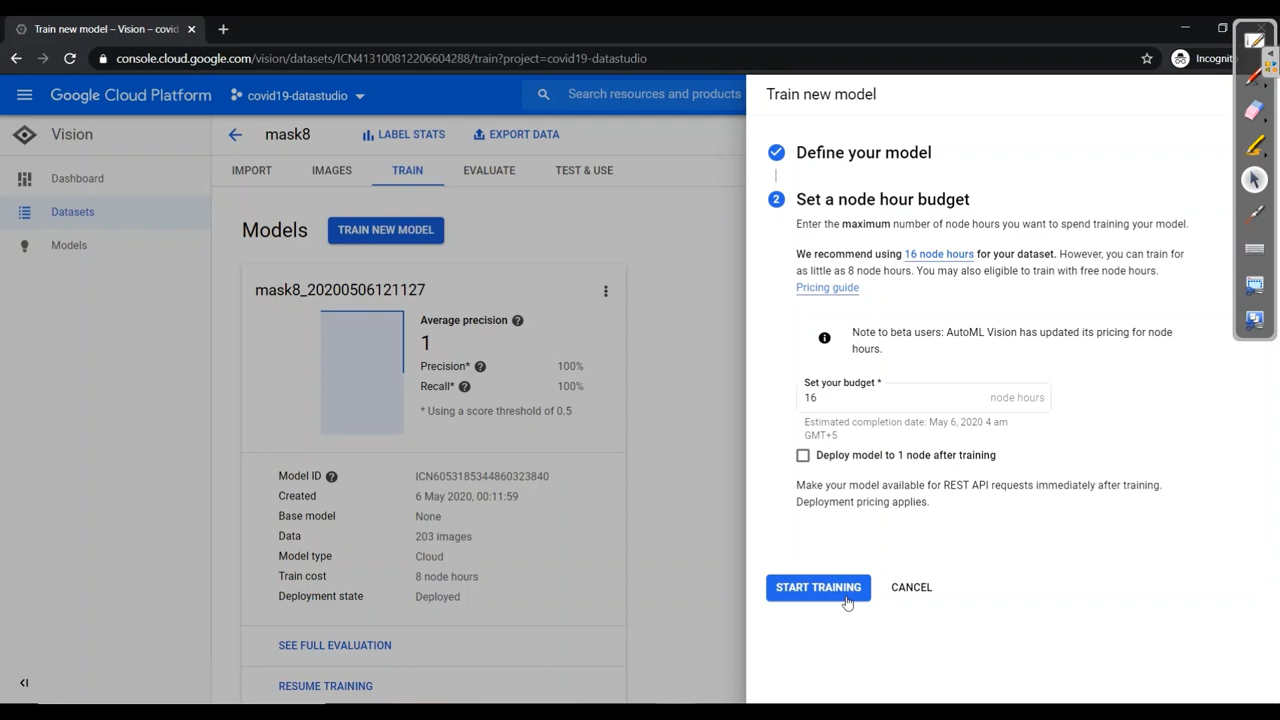 Train new model – Vision – covid
console.cloud.google.com/vision/datasets/ICN413100812206604288/train?project=covid19-datastudio
Incognito
Google Cloud Platform
covid19-datastudio
Search resources and products
Train new model
Vision
mask8
LABEL STATS
EXPORT DATA
Define your model
Dashboard
IMPORT
IMAGES
TRAIN
EVALUATE
TEST & USE
Datasets
2
Set a node hour budget
Enter the maximum number of node hours you want to spend training your model.
Models
Models
TRAIN NEW MODEL
We recommend using 16 node hours for your dataset. However, you can train for
as little as 8 node hours. You may also eligible to train with free node hours.
Pricing guide
mask8_20200506121127
Average precision
1
Precision*
100%
Recall*
100%
* Using a score threshold of 0.5
Note to beta users: AutoML Vision has updated its pricing for node
hours.
Set your budget *
16
node hours
Estimated completion date: May 6, 2020 4 am
GMT+5
Deploy model to 1 node after training
Make your model available for REST API requests immediately after training.
Deployment pricing applies.
Model ID
ICN6053185344860323840
Created
6 May 2020, 00:11:59
Base model
None
Data
203 images
Model type
Cloud
Train cost
8 node hours
Deployment state
Deployed
START TRAINING
CANCEL
SEE FULL EVALUATION
RESUME TRAINING